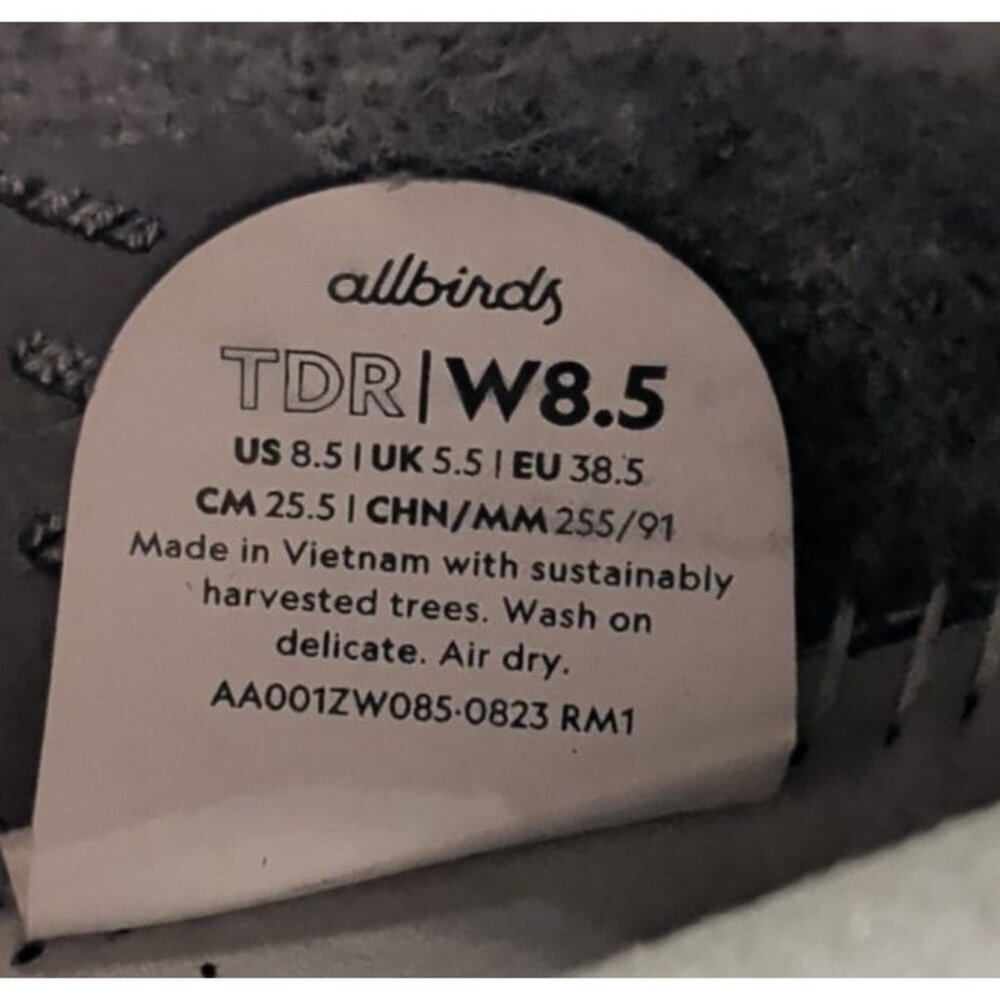 allbirds
TDR|W8.5
US 8.5 | UK 5.5 | EU 38.5
CM 25.5 | CHN/MM 255/91
Made in Vietnam with sustainably
harvested trees. Wash on
delicate. Air dry.
AA001ZW085·0823 RM1